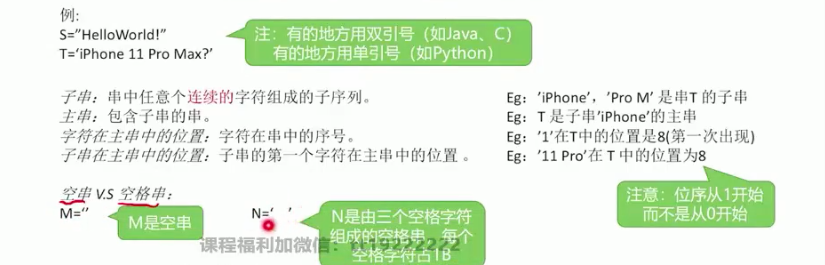 例:
S="HelloWorld!"
T='iPhone 11 Pro Max?'
注：有的地方用双引号（如Java、C）
有的地方用单引号（如Python）
子串：串中任意个连续的字符组成的子序列。
Eg：'iPhone'，'Pro M' 是串T 的子串
主串：包含子串的串。
Eg：T 是子串'iPhone'的主串
字符在主串中的位置：字符在串中的序号。
Eg：'1'在T中的位置是8(第一次出现)
子串在主串中的位置：子串的第一个字符在主串中的位置 。
Eg：'11 Pro'在 T 中的位置为8
注意：位序从1开始
而不是从0开始
空串 V.S 空格串：
M=''
M是空串
N='   '
N是由三个空格字符
组成的空格串，每个
空格字符占1B
课程福利加微信：